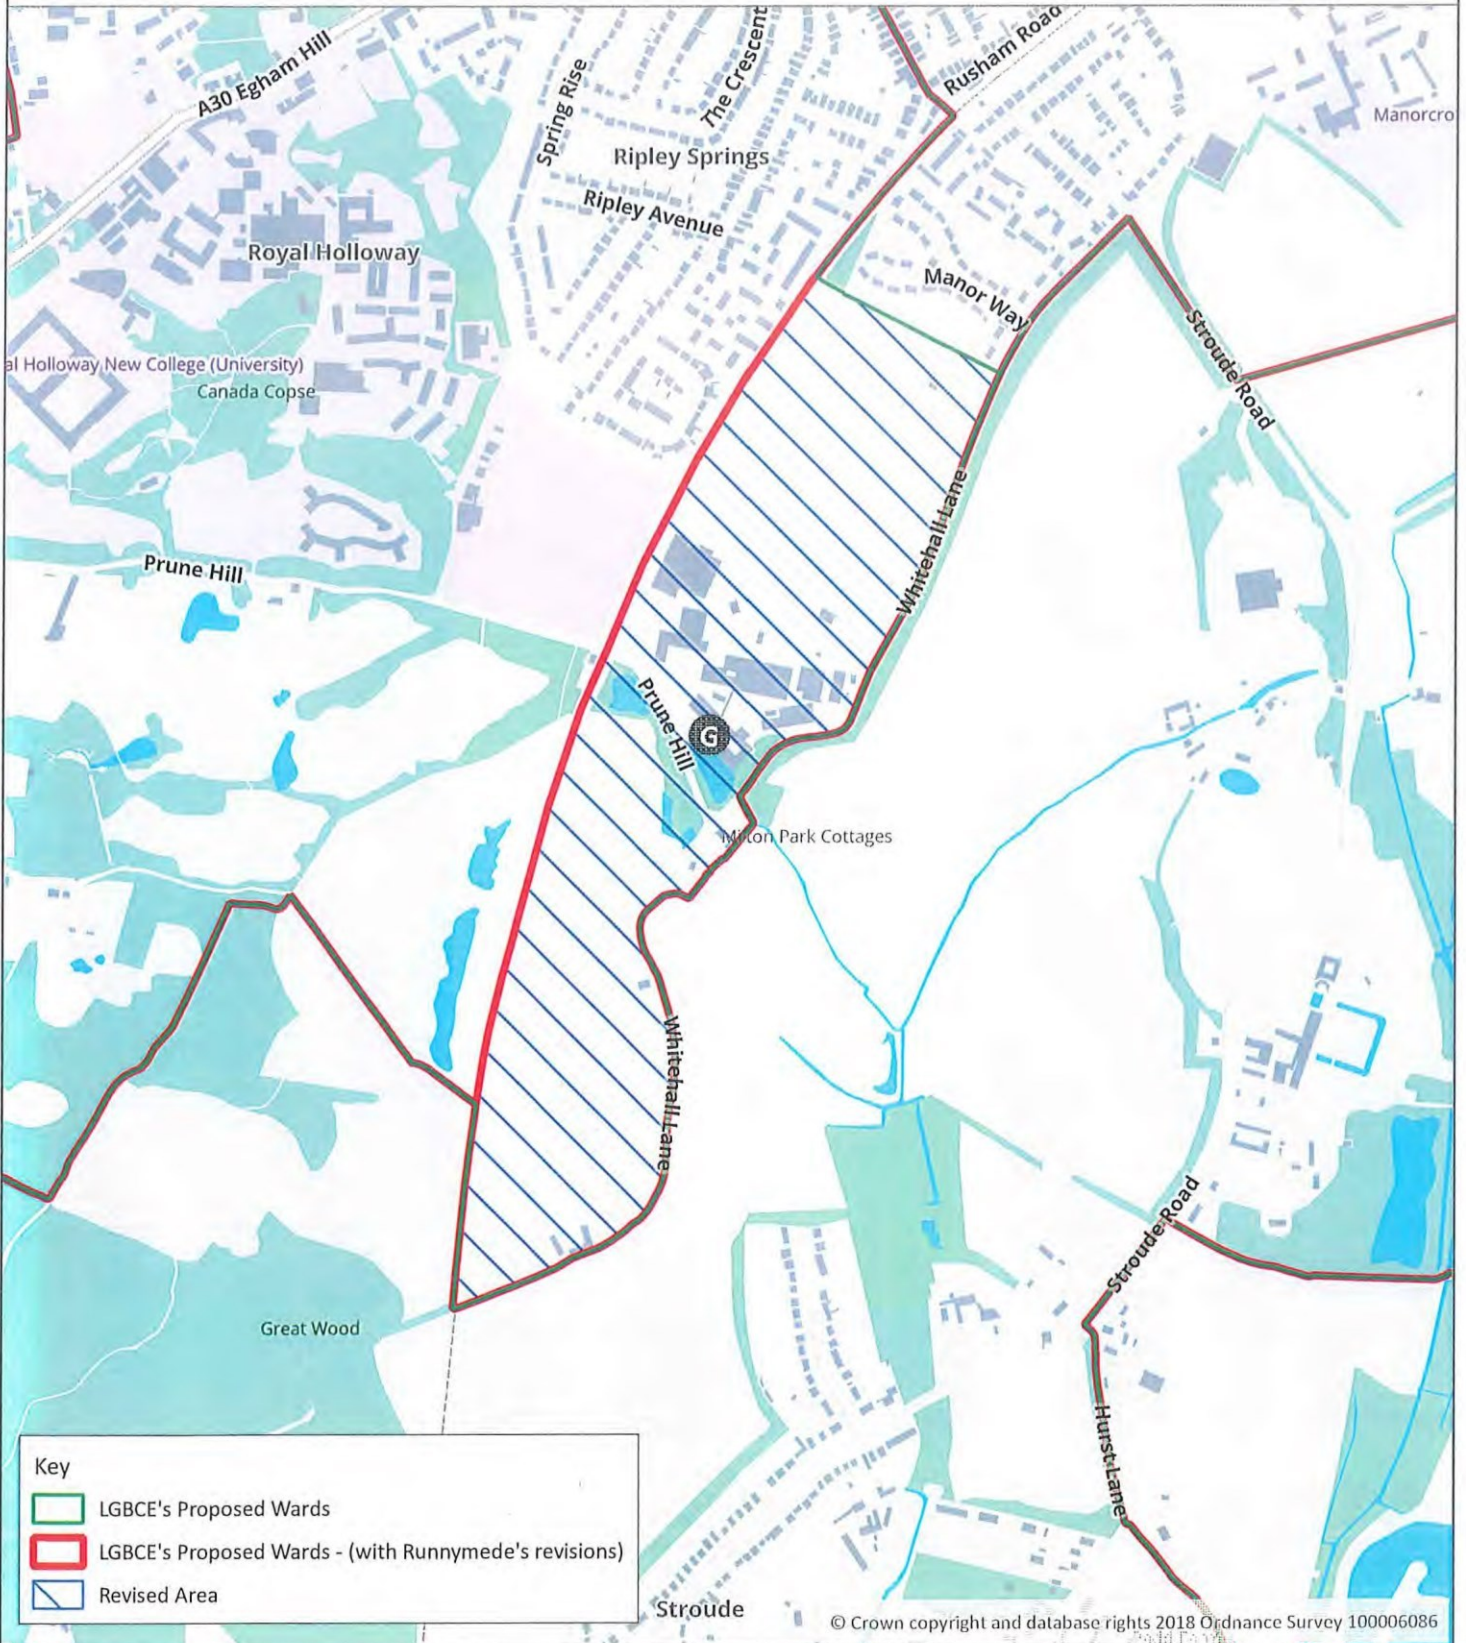 A30 Egham Hill
Spring Rise
The Crescent
Rusham Road
Manorcro
Ripley Springs
Ripley Avenue
Royal Holloway
Manor Way
al Holloway New College (University)
Canada Copse
Stroude Road
Whitehall Lane
Prune Hill
Prune Hill
G
Milton Park Cottages
Whitehall Lane
Stroude Road
Great Wood
Hurst Lane
Key
LGBCE's Proposed Wards
LGBCE's Proposed Wards - (with Runnymede's revisions)
Revised Area
Stroude
© Crown copyright and database rights 2018 Ordnance Survey 100006086